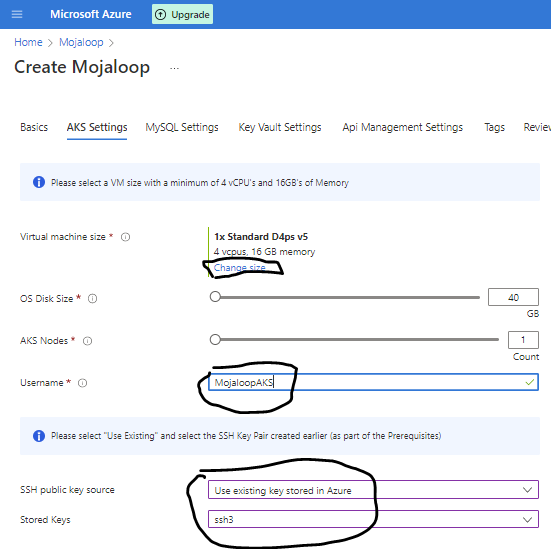 Microsoft Azure Upgrade
Home > Mojaloop >
Create Mojaloop ...
Basics AKS Settings MySQL Settings Key Vault Settings Api Management Settings Tags Review
Please select a VM size with a minimum of 4 vCPU's and 16GB's of Memory
Virtual machine size * 1x Standard D4ps v5
4 vcpus, 16 GB memory
Change size
OS Disk Size * 40
GB
AKS Nodes * 1
Count
Username * MojaloopAKS
Please select "Use Existing" and select the SSH Key Pair created earlier (as part of the Prerequisites)
SSH public key source Use existing key stored in Azure
Stored Keys ssh3